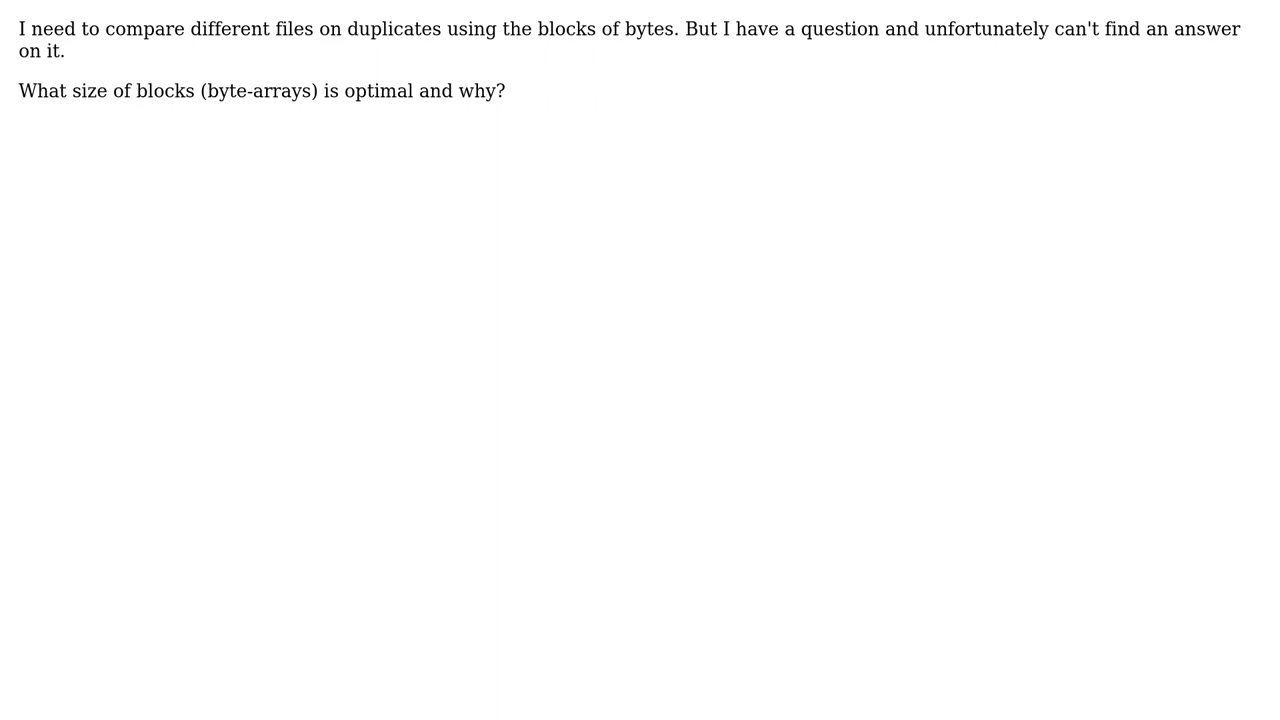 I need to compare different files on duplicates using the blocks of bytes. But I have a question and unfortunately can't find an answer
on it.
What size of blocks (byte-arrays) is optimal and why?